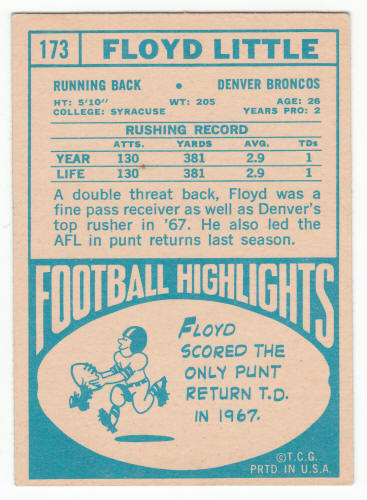 173 FLOYD LITTLE
RUNNING BACK • DENVER BRONCOS
HT: 5'10" WT: 205 AGE: 26
COLLEGE: SYRACUSE YEARS PRO: 2
RUSHING RECORD
ATTS. YARDS AVG. TDs
YEAR 130 381 2.9 1
LIFE 130 381 2.9 1
A double threat back, Floyd was a
fine pass receiver as well as Denver's
top rusher in '67. He also led the
AFL in punt returns last season.
FOOTBALL HIGHLIGHTS
FLOYD
SCORED THE
ONLY PUNT
RETURN T.D.
IN 1967.
©T.C.G.
PRTD IN U.S.A.